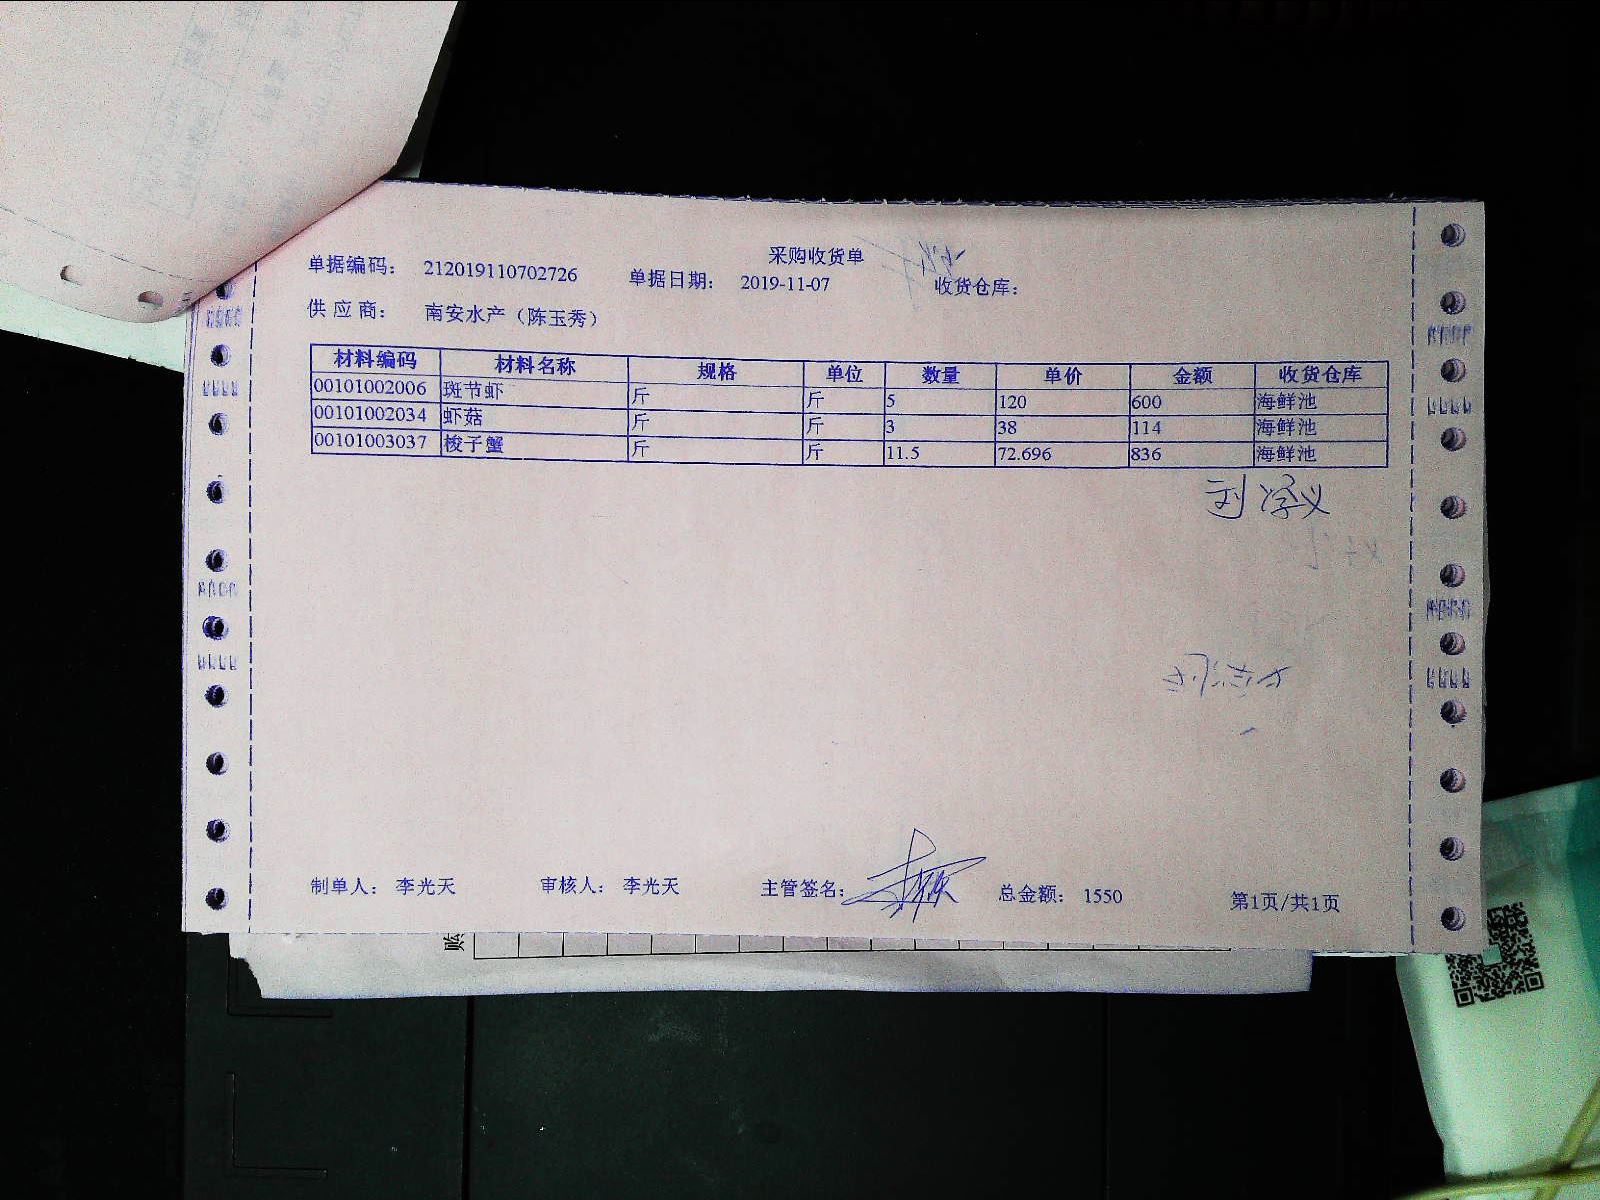 采购收货单
单据编码： 212019110702726 单据日期： 2019-11-07 收货仓库：
供 应 商： 南安水产（陈玉秀）
材料编码 材料名称 规格 单位 数量 单价 金额 收货仓库
00101002006 斑节虾 斤 斤 5 120 600 海鲜池
00101002034 虾菇 斤 斤 3 38 114 海鲜池
00101003037 梭子蟹 斤 斤 11.5 72.696 836 海鲜池
制单人： 李光天 审核人： 李光天 主管签名： 总金额： 1550 第1页/共1页
购